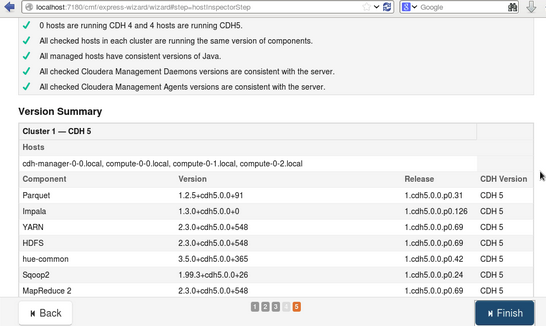 localhost:7180/cmf/express-wizard/wizard#step=hostInspectorStep
Google
0 hosts are running CDH 4 and 4 hosts are running CDH5.
All checked hosts in each cluster are running the same version of components.
All managed hosts have consistent versions of Java.
All checked Cloudera Management Daemons versions are consistent with the server.
All checked Cloudera Management Agents versions are consistent with the server.
Version Summary
Cluster 1 — CDH 5
Hosts
cdh-manager-0-0.local, compute-0-0.local, compute-0-1.local, compute-0-2.local
Component Version Release CDH Version
Parquet 1.2.5+cdh5.0.0+91 1.cdh5.0.0.p0.31 CDH 5
Impala 1.3.0+cdh5.0.0+0 1.cdh5.0.0.p0.126 CDH 5
YARN 2.3.0+cdh5.0.0+548 1.cdh5.0.0.p0.69 CDH 5
HDFS 2.3.0+cdh5.0.0+548 1.cdh5.0.0.p0.69 CDH 5
hue-common 3.5.0+cdh5.0.0+365 1.cdh5.0.0.p0.42 CDH 5
Sqoop2 1.99.3+cdh5.0.0+26 1.cdh5.0.0.p0.24 CDH 5
MapReduce 2 2.3.0+cdh5.0.0+548 1.cdh5.0.0.p0.69 CDH 5
Back 1 2 3 4 5 Finish